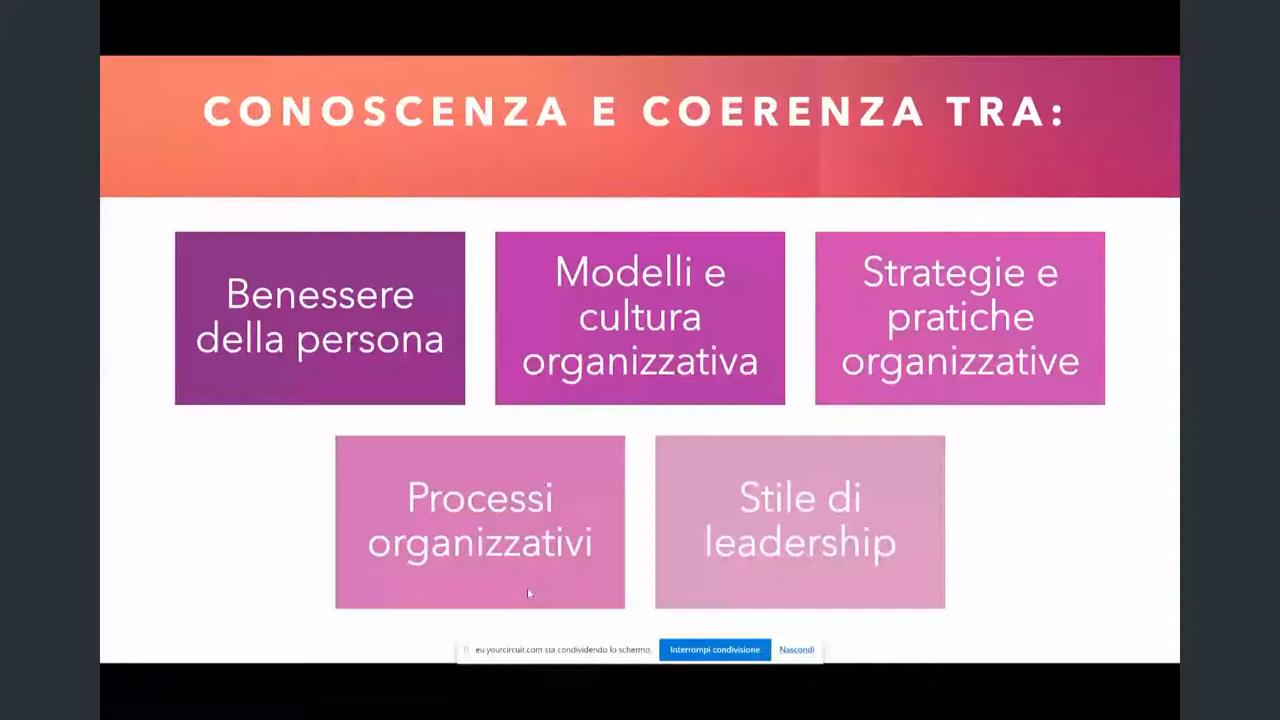 CONOSCENZA E COERENZA TRA:
Benessere
della persona
Modelli e
cultura
organizzativa
Strategie e
pratiche
organizzative
Processi
organizzativi
Stile di
leadership
eu.yourcircuit.com sta condividendo lo schermo.
Interrompi condivisione
Nascondi